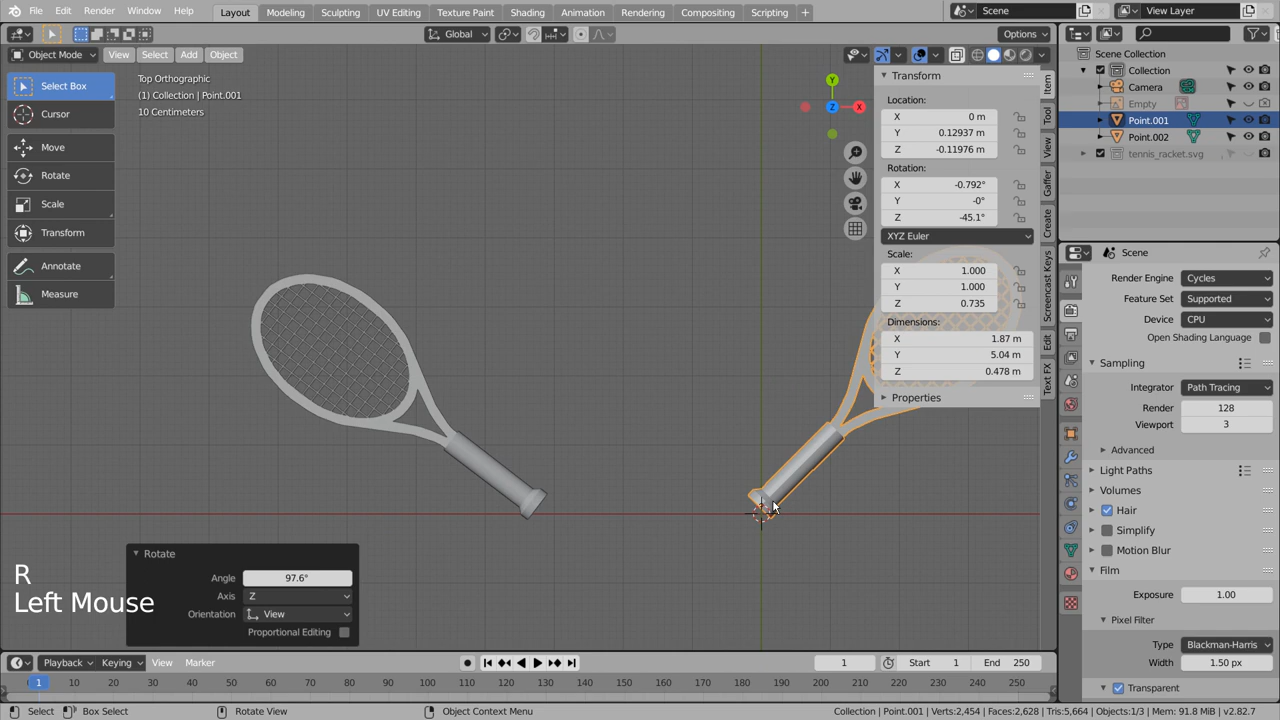 File Edit Render Window Help Layout Modeling Sculpting UV Editing Texture Paint Shading Animation Rendering Compositing Scripting + Scene View Layer
Global Options
Object Mode View Select Add Object
Scene Collection
Collection
Camera
Empty
Point.001
Point.002
tennis_racket.svg
Select Box
Cursor
Move
Rotate
Scale
Transform
Annotate
Measure
Top Orthographic
(1) Collection | Point.001
10 Centimeters
Y
Z
X
Transform
Location:
X 0 m
Y 0.12937 m
Z -0.11976 m
Rotation:
X -0.792°
Y -0°
Z -45.1°
XYZ Euler
Scale:
X 1.000
Y 1.000
Z 0.735
Dimensions:
X 1.87 m
Y 5.04 m
Z 0.478 m
Properties
Item
Tool
View
Gaffer
Create
Screencast Keys
Edit
Text FX
Scene
Render Engine Cycles
Feature Set Supported
Device CPU
Open Shading Language
Sampling
Integrator Path Tracing
Render 128
Viewport 3
Advanced
Light Paths
Volumes
Hair
Simplify
Motion Blur
Film
Exposure 1.00
Pixel Filter
Type Blackman-Harris
Width 1.50 px
Transparent
Rotate
Angle 97.6°
Axis Z
Orientation View
Proportional Editing
R
Left Mouse
Playback Keying View Marker 1 Start 1 End 250
1 10 20 30 40 50 60 70 80 90 100 110 120 130 140 150 160 170 180 190 200 210 220 230 240 250
Select Box Select Rotate View Object Context Menu Collection | Point.001 | Verts:2,454 | Faces:2,628 | Tris:5,664 | Objects:1/3 | Mem: 91.8 MiB | v2.82.7